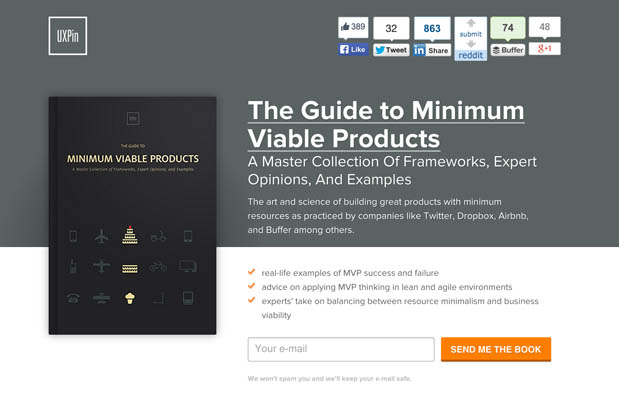 UXPin
389
32
863
submit
74
48
Like
Tweet
in Share
reddit
Buffer
g+1
THE GUIDE TO
MINIMUM VIABLE PRODUCTS
A Master Collection of Frameworks, Expert Opinions, and Examples
The Guide to Minimum
Viable Products
A Master Collection Of Frameworks, Expert
Opinions, And Examples
The art and science of building great products with minimum
resources as practiced by companies like Twitter, Dropbox, Airbnb,
and Buffer among others.
real-life examples of MVP success and failure
advice on applying MVP thinking in lean and agile environments
experts' take on balancing between resource minimalism and business
viability
Your e-mail
SEND ME THE BOOK
We won't spam you and we'll keep your e-mail safe.